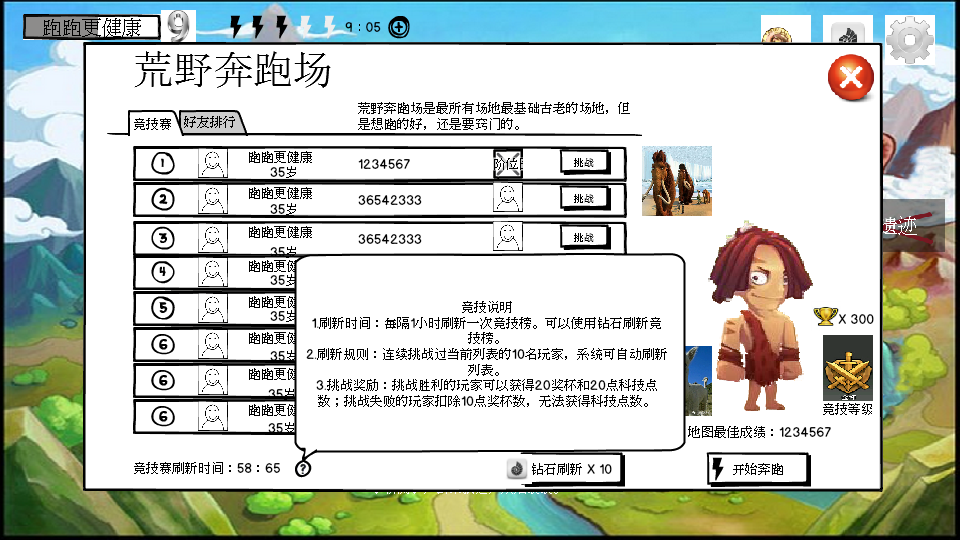 跑跑更健康
9
9：05
荒野奔跑场
竞技赛
好友排行
荒野奔跑场是最所有场地最基础古老的场地，但
是想跑的好，还是要窍门的。
1 跑跑更健康 1234567 阶位 挑战
35岁
2 跑跑更健康 36542333 挑战
35岁
3 跑跑更健康 36542333 挑战
35岁
4 跑跑更健
35岁
5 跑跑更健
35岁
6 跑跑更健
35岁
6 跑跑更健
35岁
6 跑跑更健
35岁
遗迹
竞技说明
1.刷新时间：每隔1小时刷新一次竞技榜。可以使用钻石刷新竞
技榜。
2.刷新规则：连续挑战过当前列表的10名玩家，系统可自动刷新
列表。
3.挑战奖励：挑战胜利的玩家可以获得20奖杯和20点科技点
数；挑战失败的玩家扣除10点奖杯数，无法获得科技点数。
X 300
竞技等级
地图最佳成绩：1234567
竞技赛刷新时间：58：65
?
钻石刷新 X 10
开始奔跑